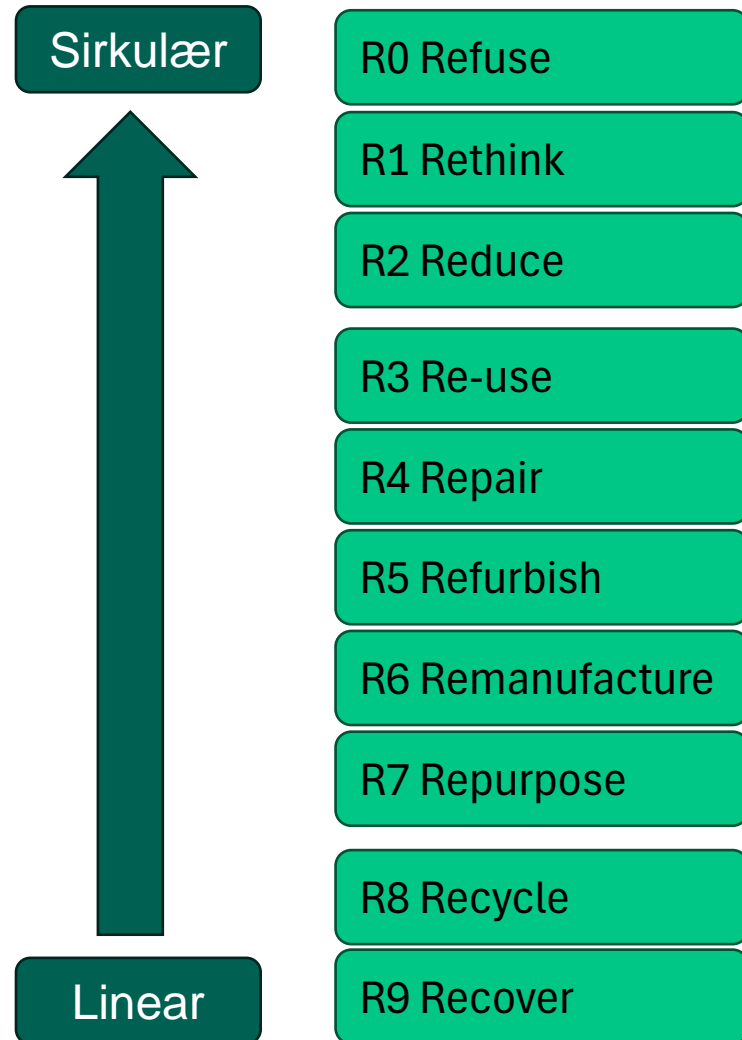 Sirkulær
R0 Refuse
R1 Rethink
R2 Reduce
R3 Re-use
R4 Repair
R5 Refurbish
R6 Remanufacture
R7 Repurpose
R8 Recycle
Linear
R9 Recover